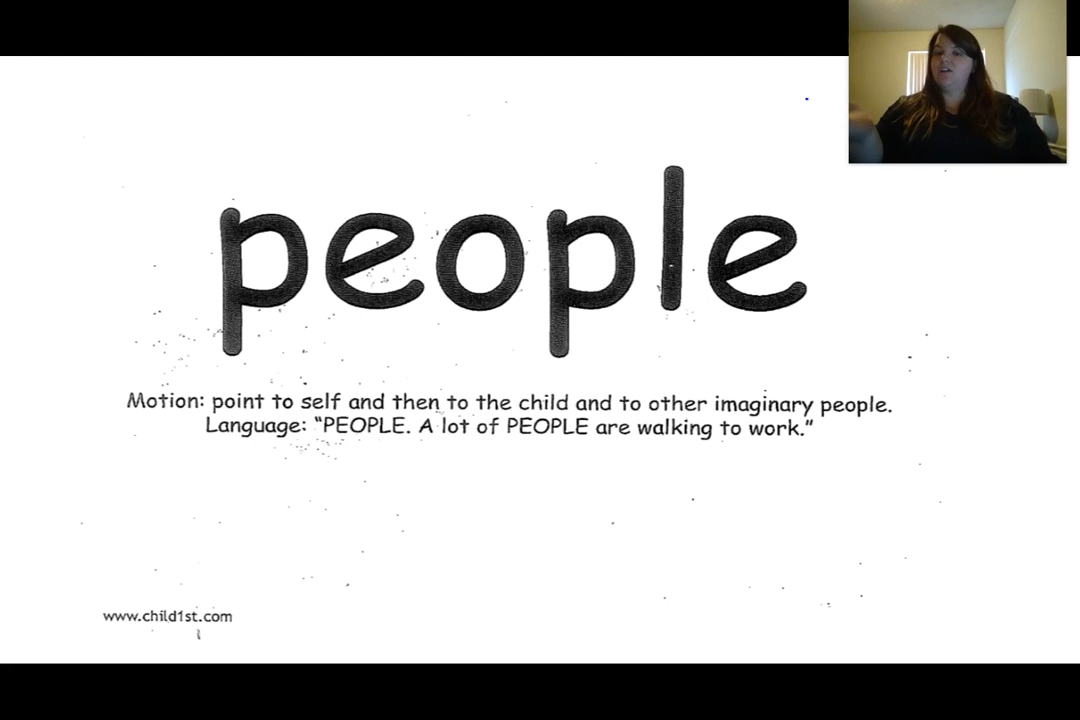 people
Motion: point to self and then to the child and to other imaginary people.
Language: “PEOPLE. A lot of PEOPLE are walking to work.”
www.child1st.com